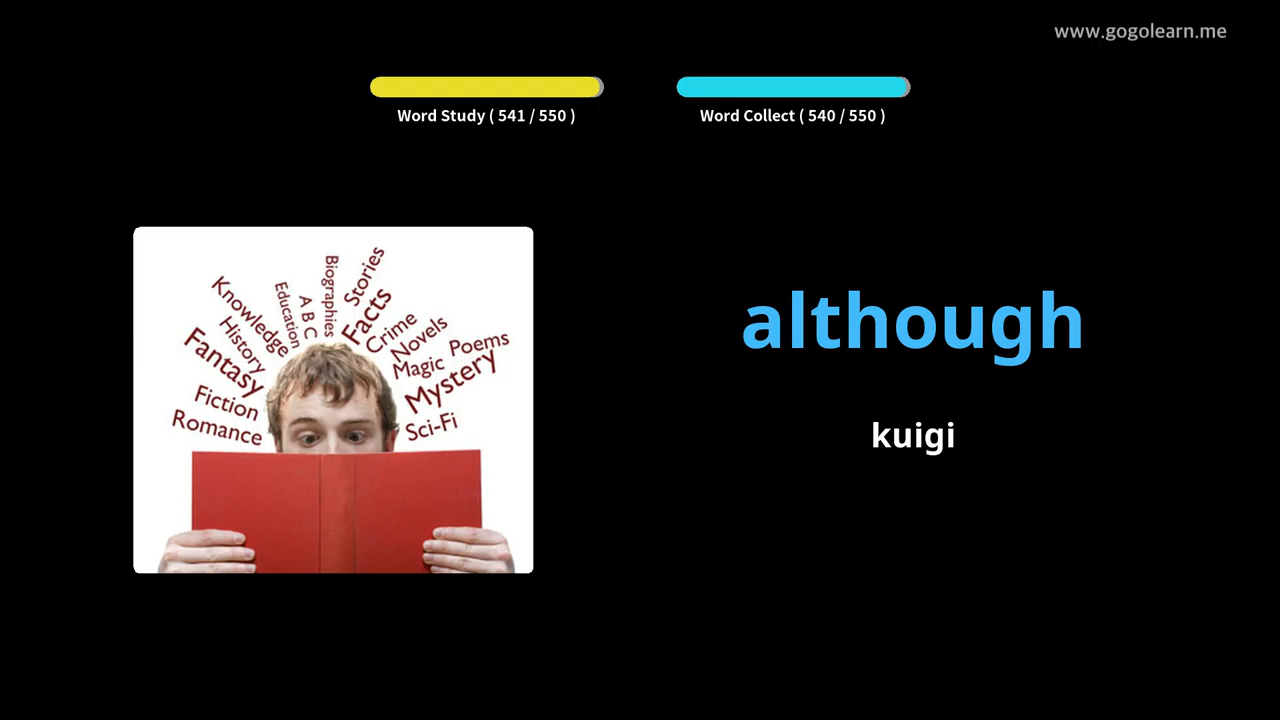 www.gogolearn.me
Word Study ( 541 / 550 )
Word Collect ( 540 / 550 )
although
kuigi
Knowledge
Education
A B C
Biographies
Stories
Facts
Crime
Novels
Poems
Magic
Mystery
Sci-Fi
History
Fantasy
Fiction
Romance